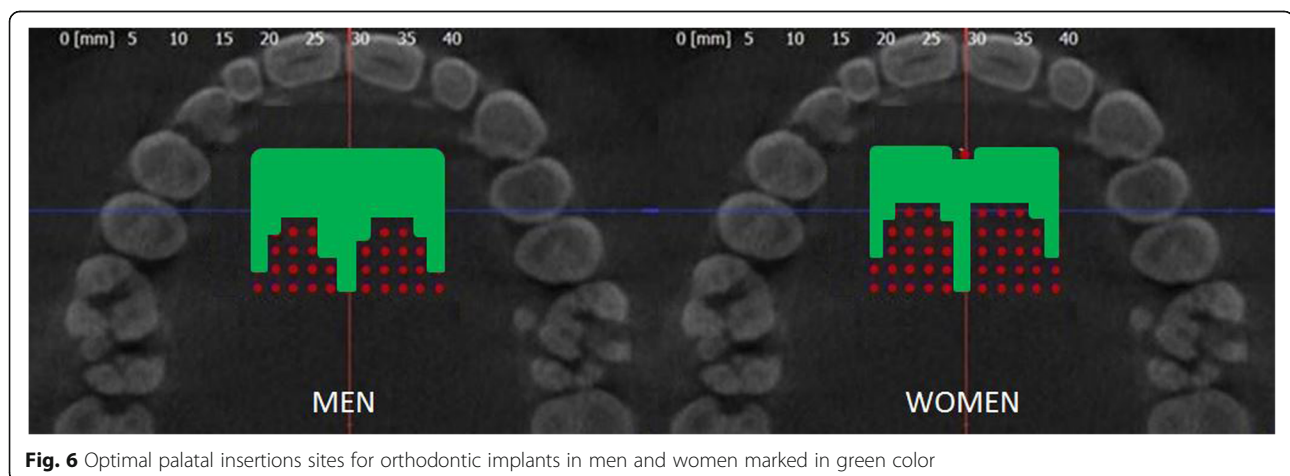 0 [mm] 5 10 15 20 25 30 35 40
0 [mm] 5 10 15 20 25 30 35 40
MEN
WOMEN
Fig. 6 Optimal palatal insertions sites for orthodontic implants in men and women marked in green color